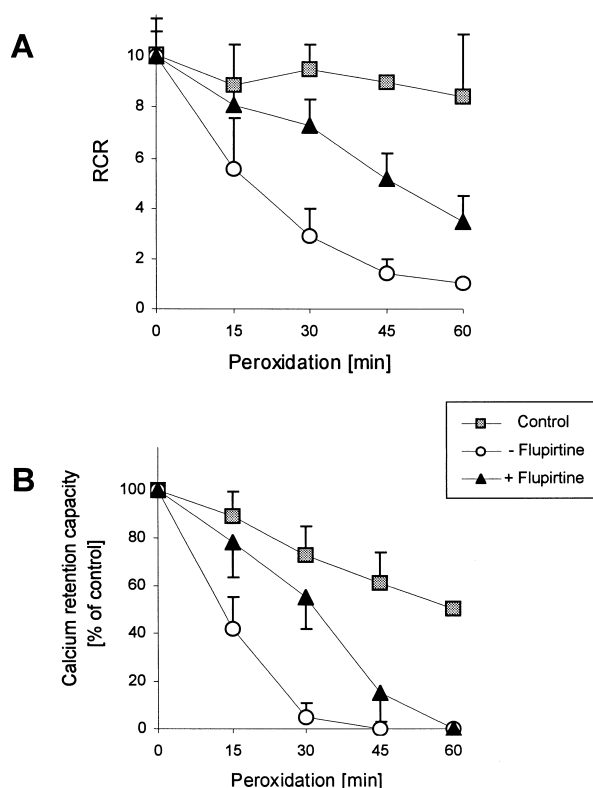 A
RCR
10
8
6
4
2
0
0 15 30 45 60
Peroxidation [min]
Control
- Flupirtine
+ Flupirtine
B
Calcium retention capacity
[% of control]
100
80
60
40
20
0
0 15 30 45 60
Peroxidation [min]